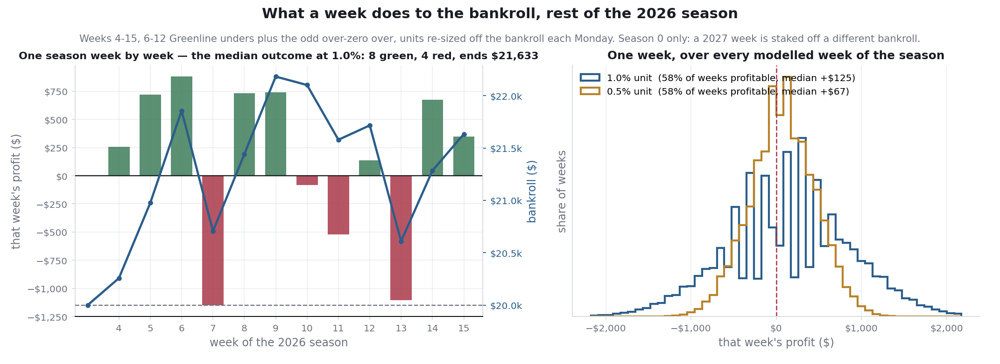 What a week does to the bankroll, rest of the 2026 season
Weeks 4-15, 6-12 Greenline unders plus the odd over-zero over, units re-sized off the bankroll each Monday. Season 0 only: a 2027 week is staked off a different bankroll.
One season week by week — the median outcome at 1.0%: 8 green, 4 red, ends $21,633
that week's profit ($)
$750
$500
$250
$0
−$250
−$500
−$750
−$1,000
−$1,250
4 5 6 7 8 9 10 11 12 13 14 15
week of the 2026 season
$22.0k
$21.5k
$21.0k
$20.5k
$20.0k
bankroll ($)
One week, over every modelled week of the season
1.0% unit (58% of weeks profitable, median +$125)
0.5% unit (58% of weeks profitable, median +$67)
share of weeks
−$2,000 −$1,000 $0 $1,000 $2,000
that week's profit ($)